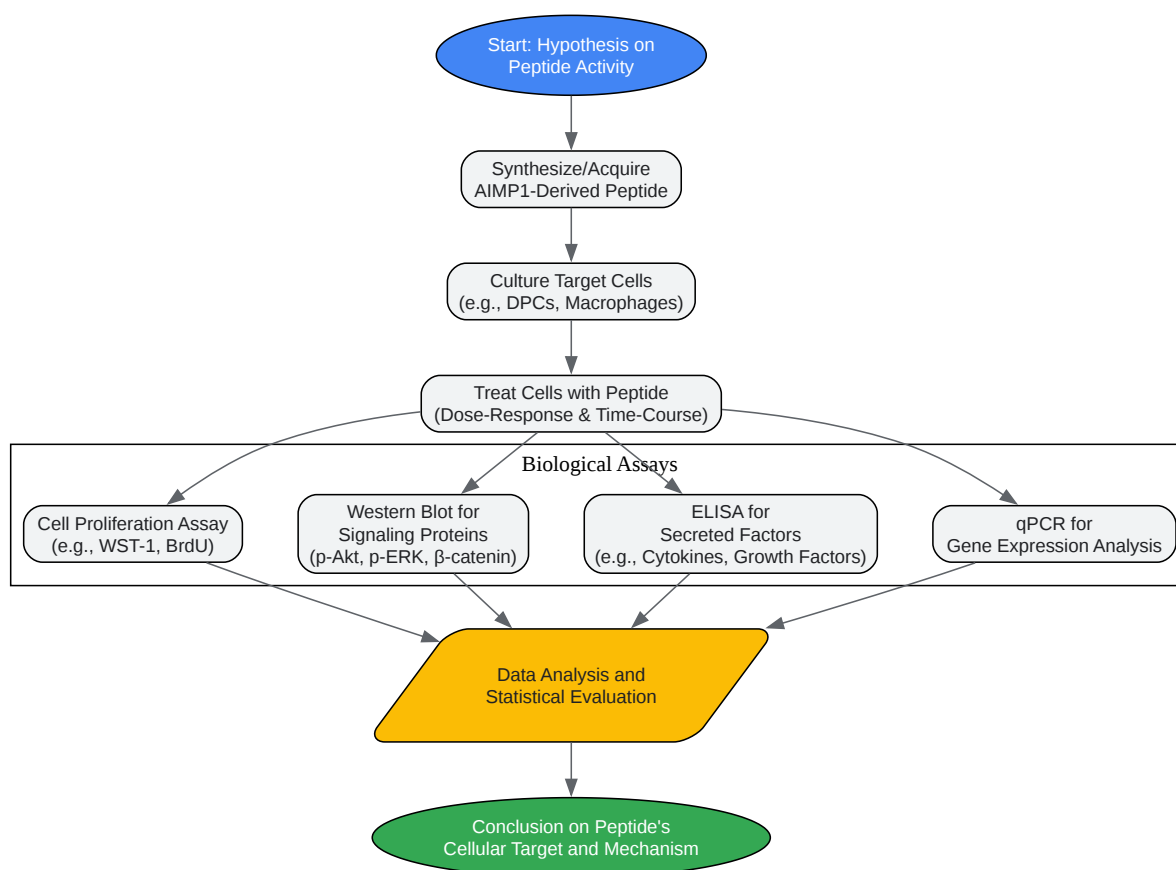 Start: Hypothesis on
Peptide Activity
Synthesize/Acquire
AIMP1-Derived Peptide
Culture Target Cells
(e.g., DPCs, Macrophages)
Treat Cells with Peptide
(Dose-Response & Time-Course)
Biological Assays
Cell Proliferation Assay
(e.g., WST-1, BrdU)
Western Blot for
Signaling Proteins
(p-Akt, p-ERK, β-catenin)
ELISA for
Secreted Factors
(e.g., Cytokines, Growth Factors)
qPCR for
Gene Expression Analysis
Data Analysis and
Statistical Evaluation
Conclusion on Peptide's
Cellular Target and Mechanism